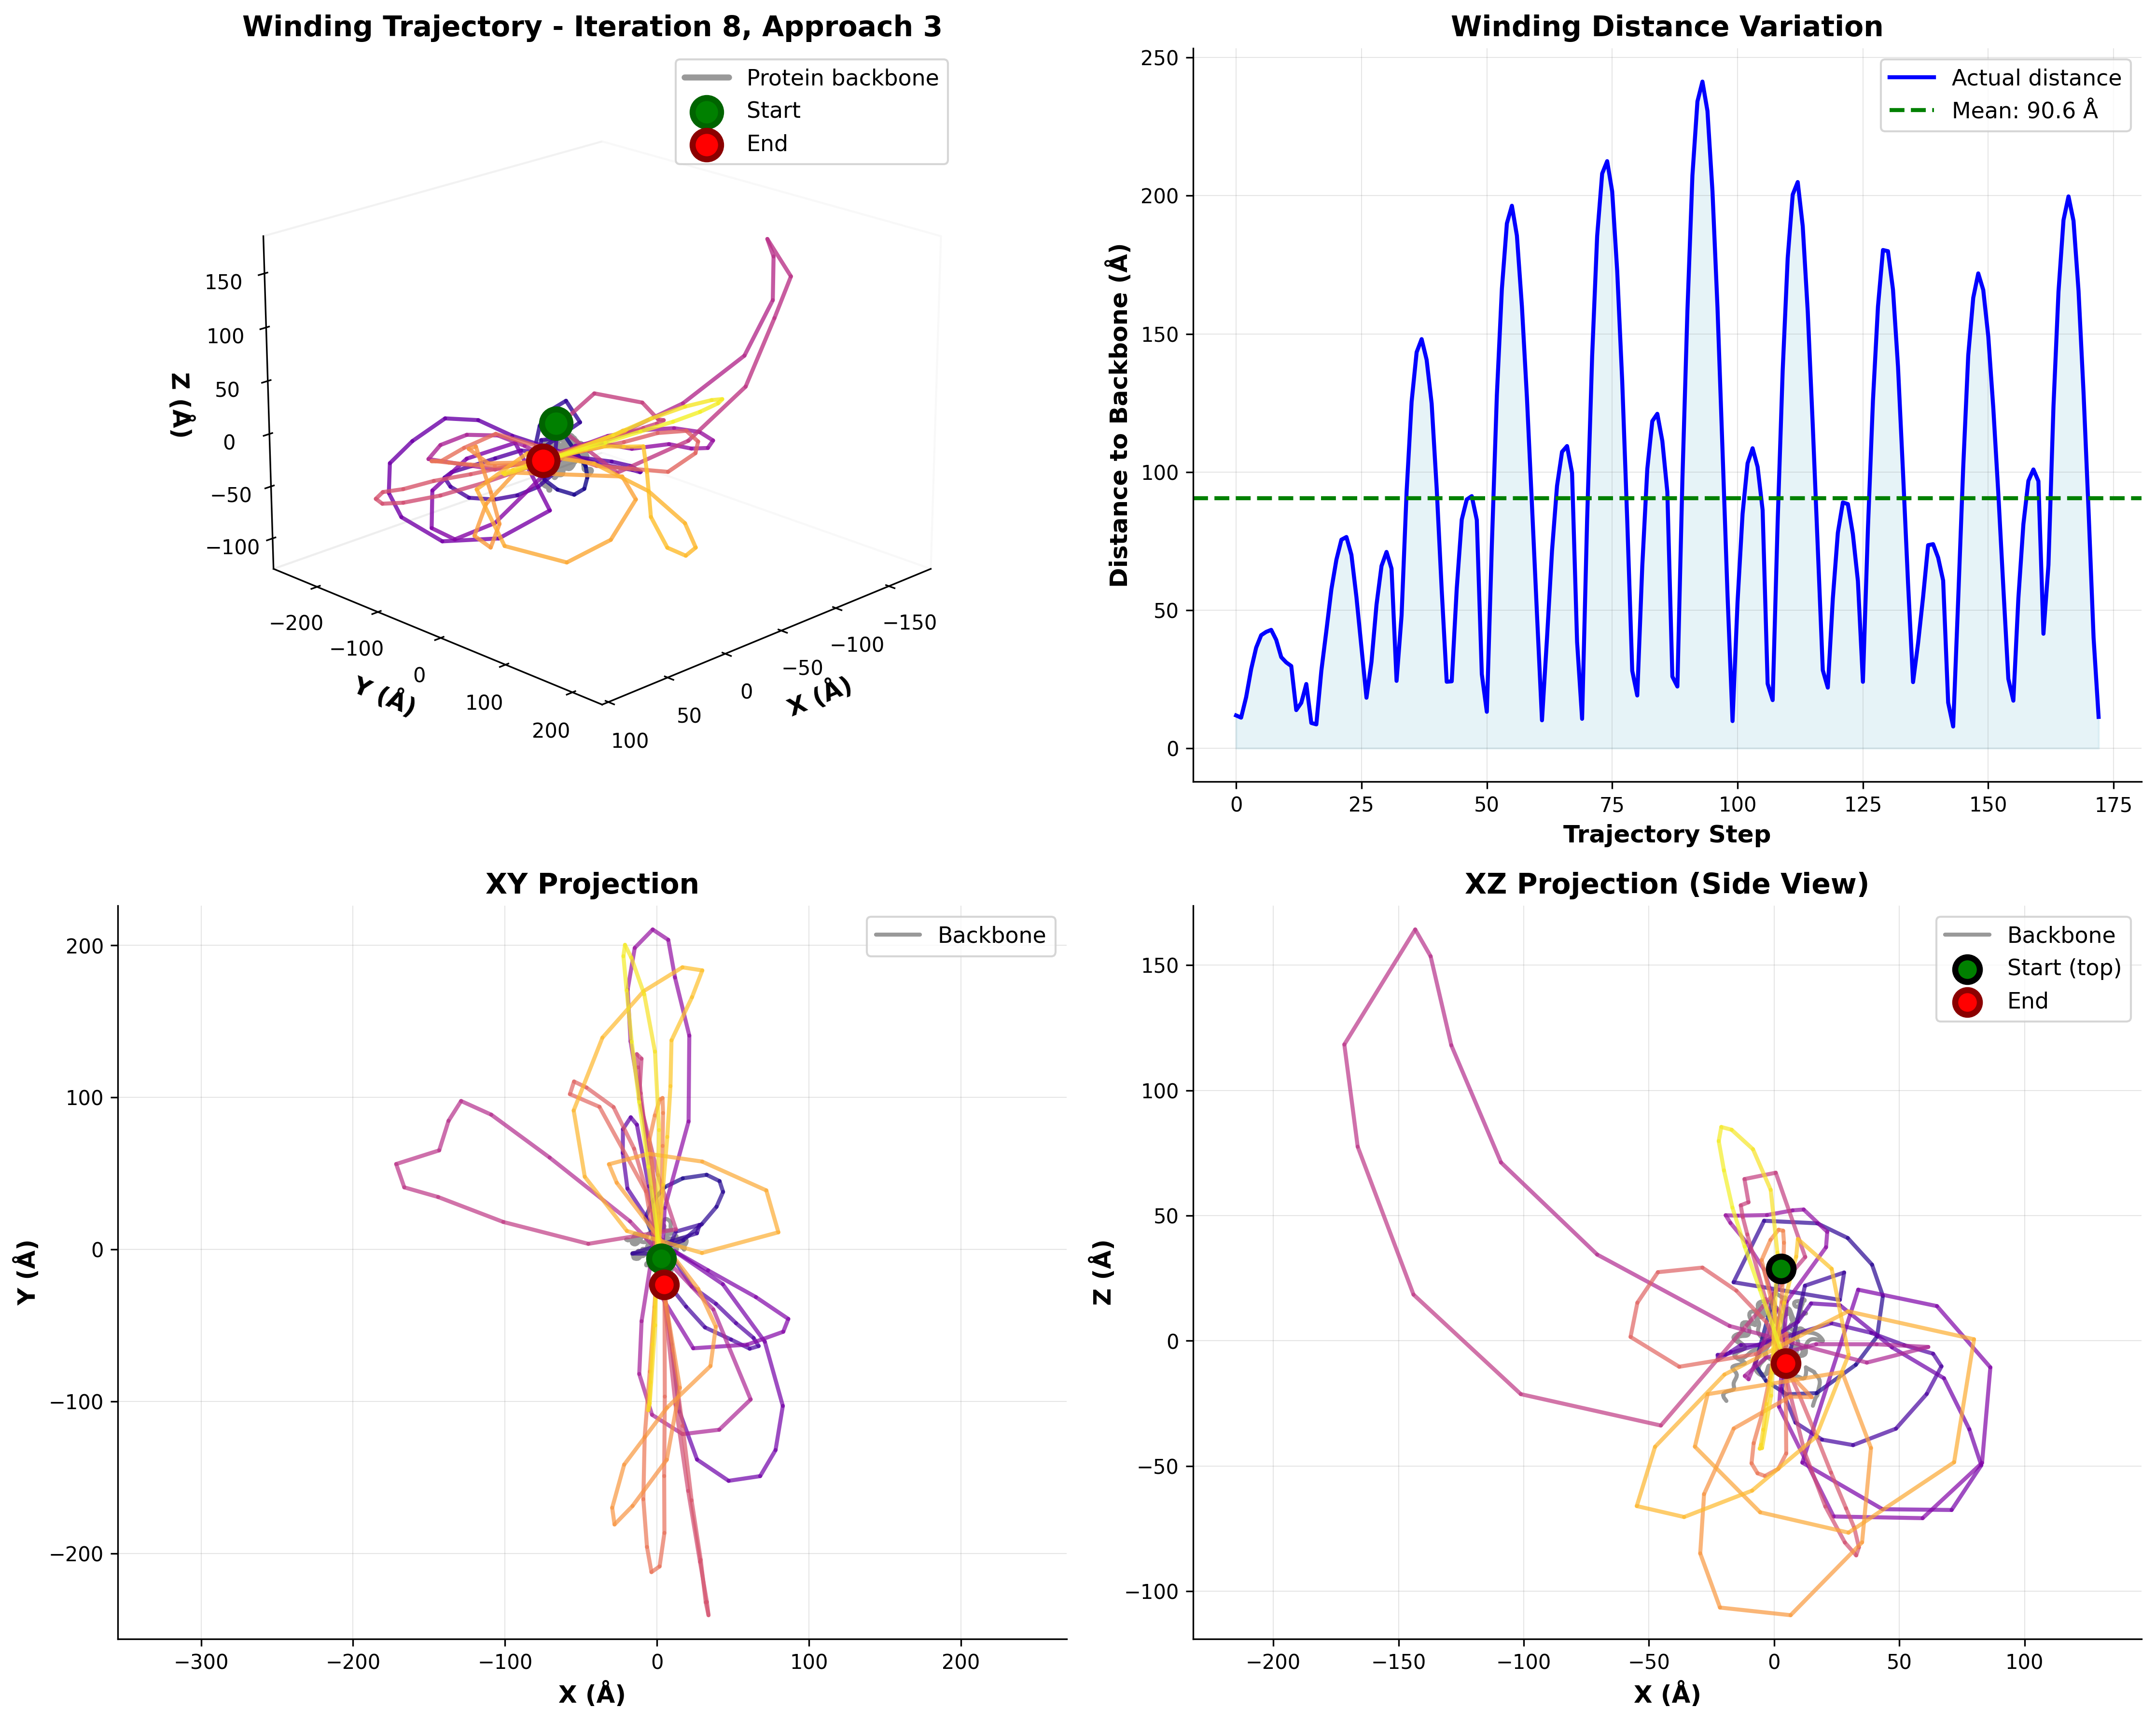 Winding Trajectory - Iteration 8, Approach 3
Protein backbone
Start
End
150
100
50
0
−50
−100
Z (Å)
−200
−100
0
100
200
Y (Å)
100
50
0
−50
−100
−150
X (Å)
Winding Distance Variation
Actual distance
Mean: 90.6 Å
250
200
150
100
50
0
Distance to Backbone (Å)
0
25
50
75
100
125
150
175
Trajectory Step
XY Projection
Backbone
200
100
0
−100
−200
Y (Å)
−300
−200
−100
0
100
200
X (Å)
XZ Projection (Side View)
Backbone
Start (top)
End
150
100
50
0
−50
−100
Z (Å)
−200
−150
−100
−50
0
50
100
X (Å)